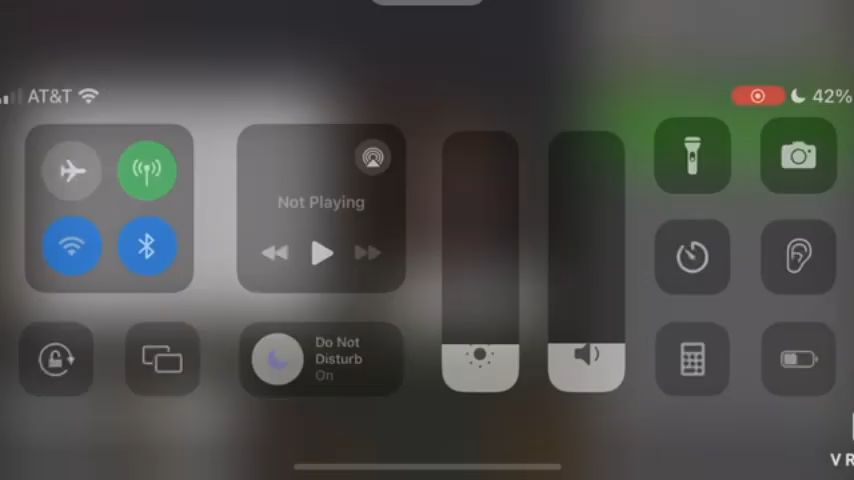 AT&T
42%
Not Playing
Do Not
Disturb
On
VR